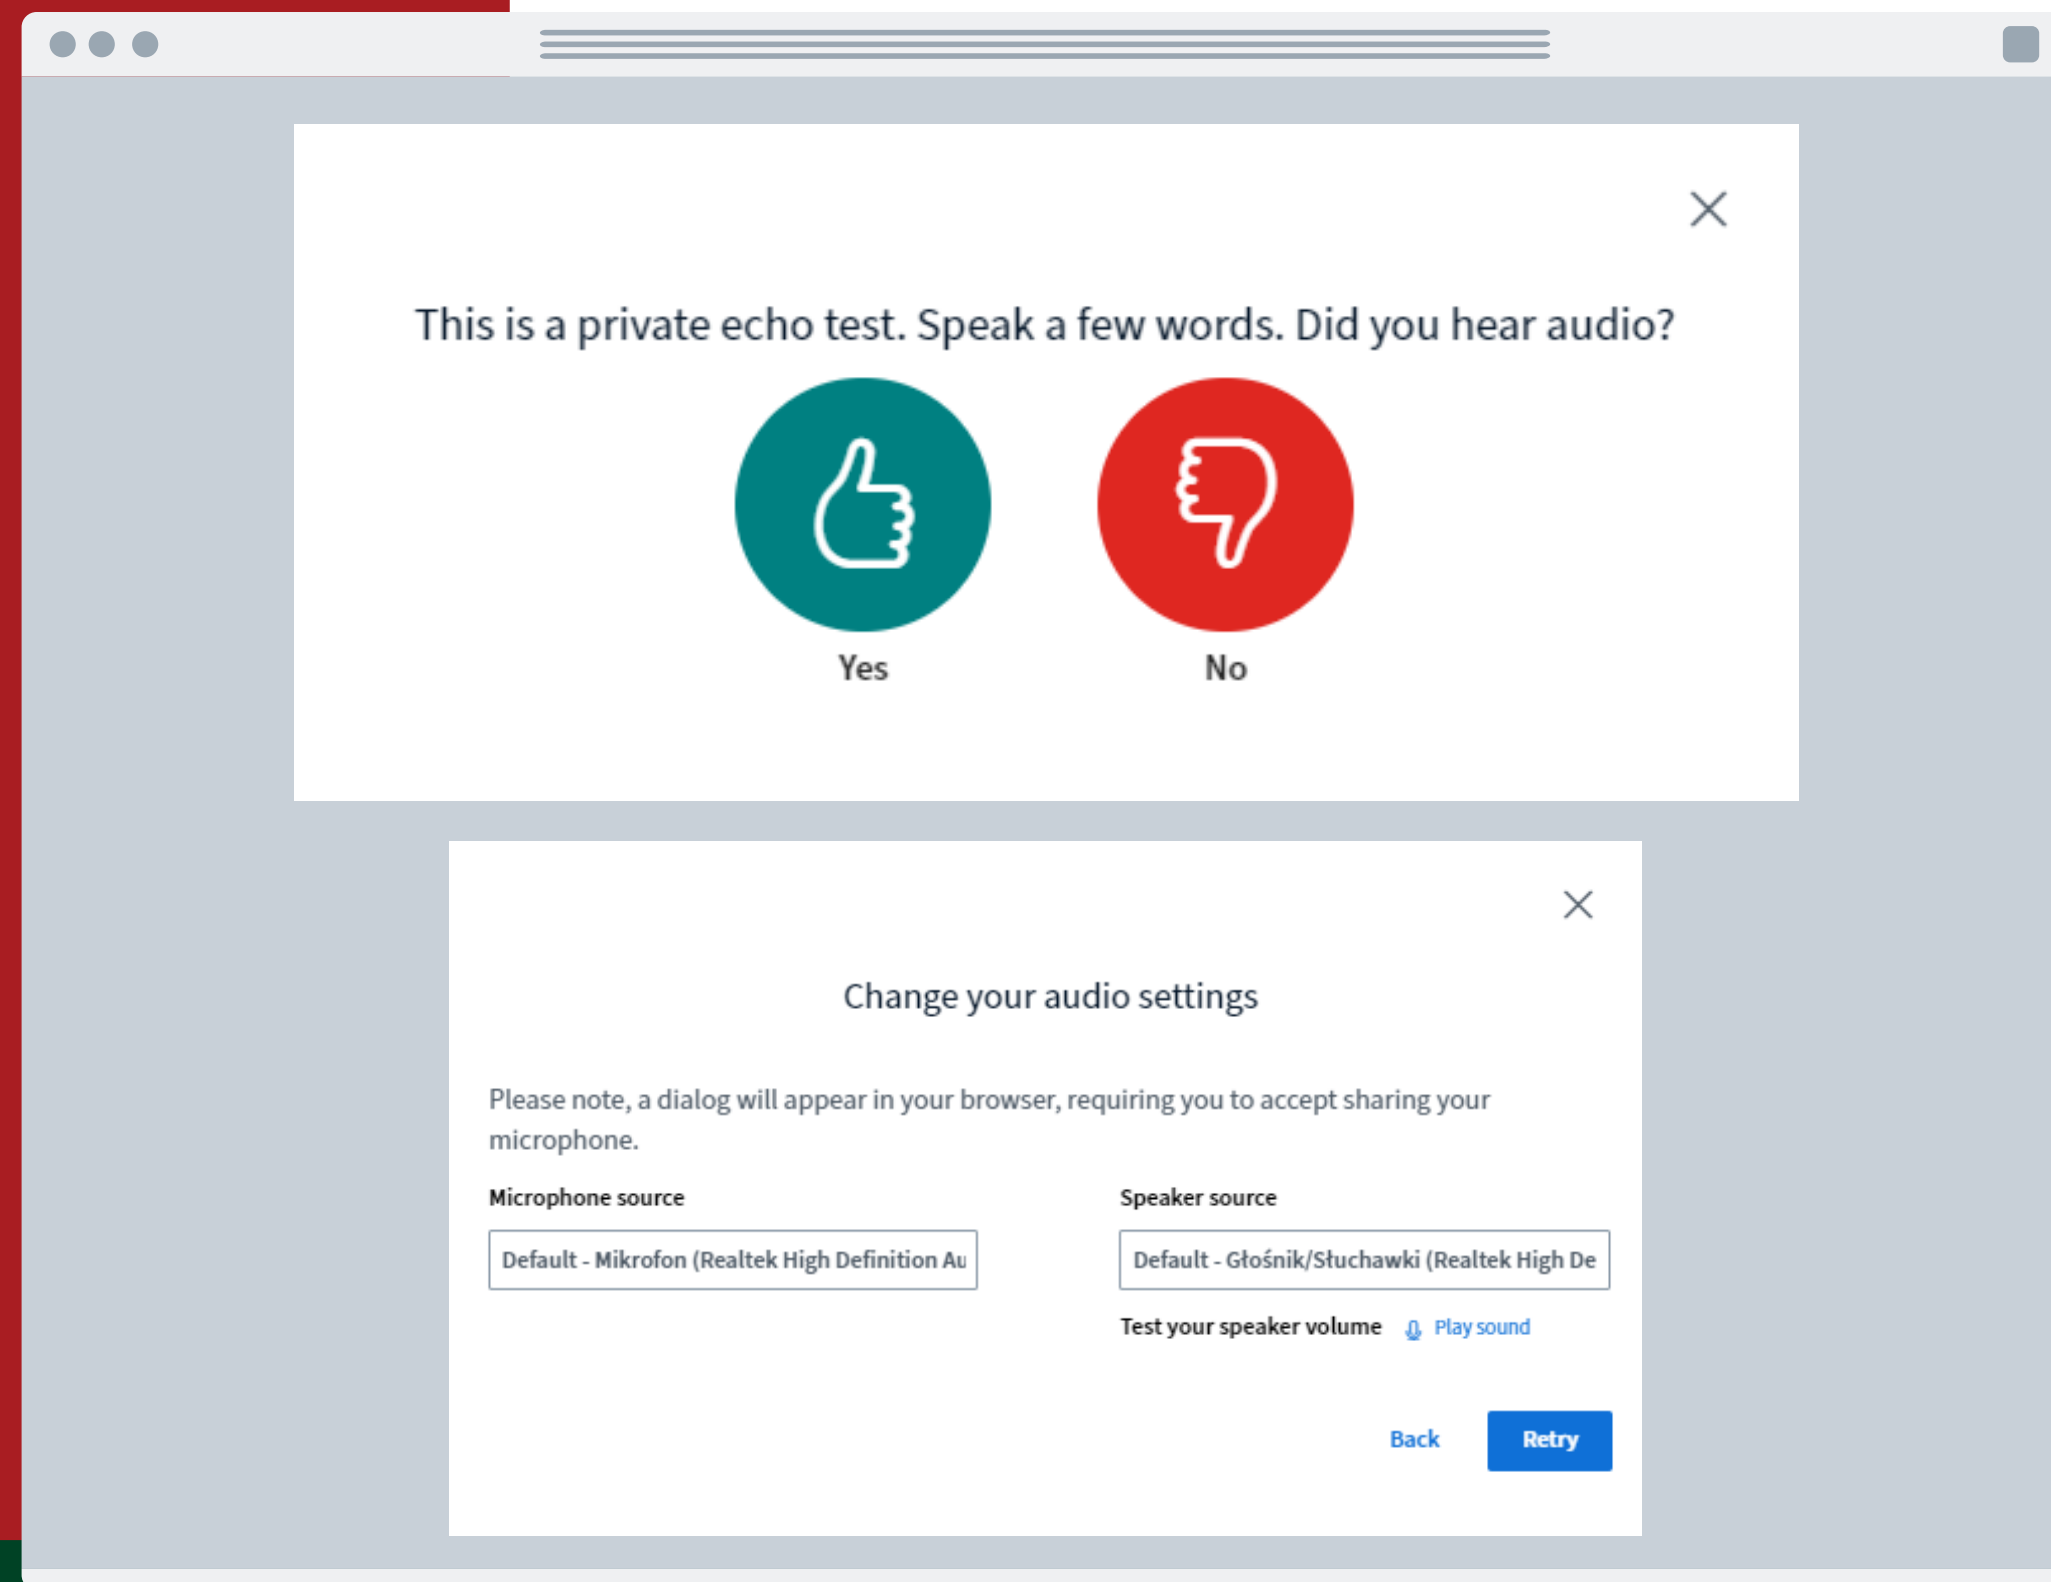 This is a private echo test. Speak a few words. Did you hear audio?
Yes
No
Change your audio settings
Please note, a dialog will appear in your browser, requiring you to accept sharing your
microphone.
Microphone source
Speaker source
Default - Mikrofon (Realtek High Definition Au
Default - Głośnik/Słuchawki (Realtek High De
Test your speaker volume
Play sound
Back
Retry